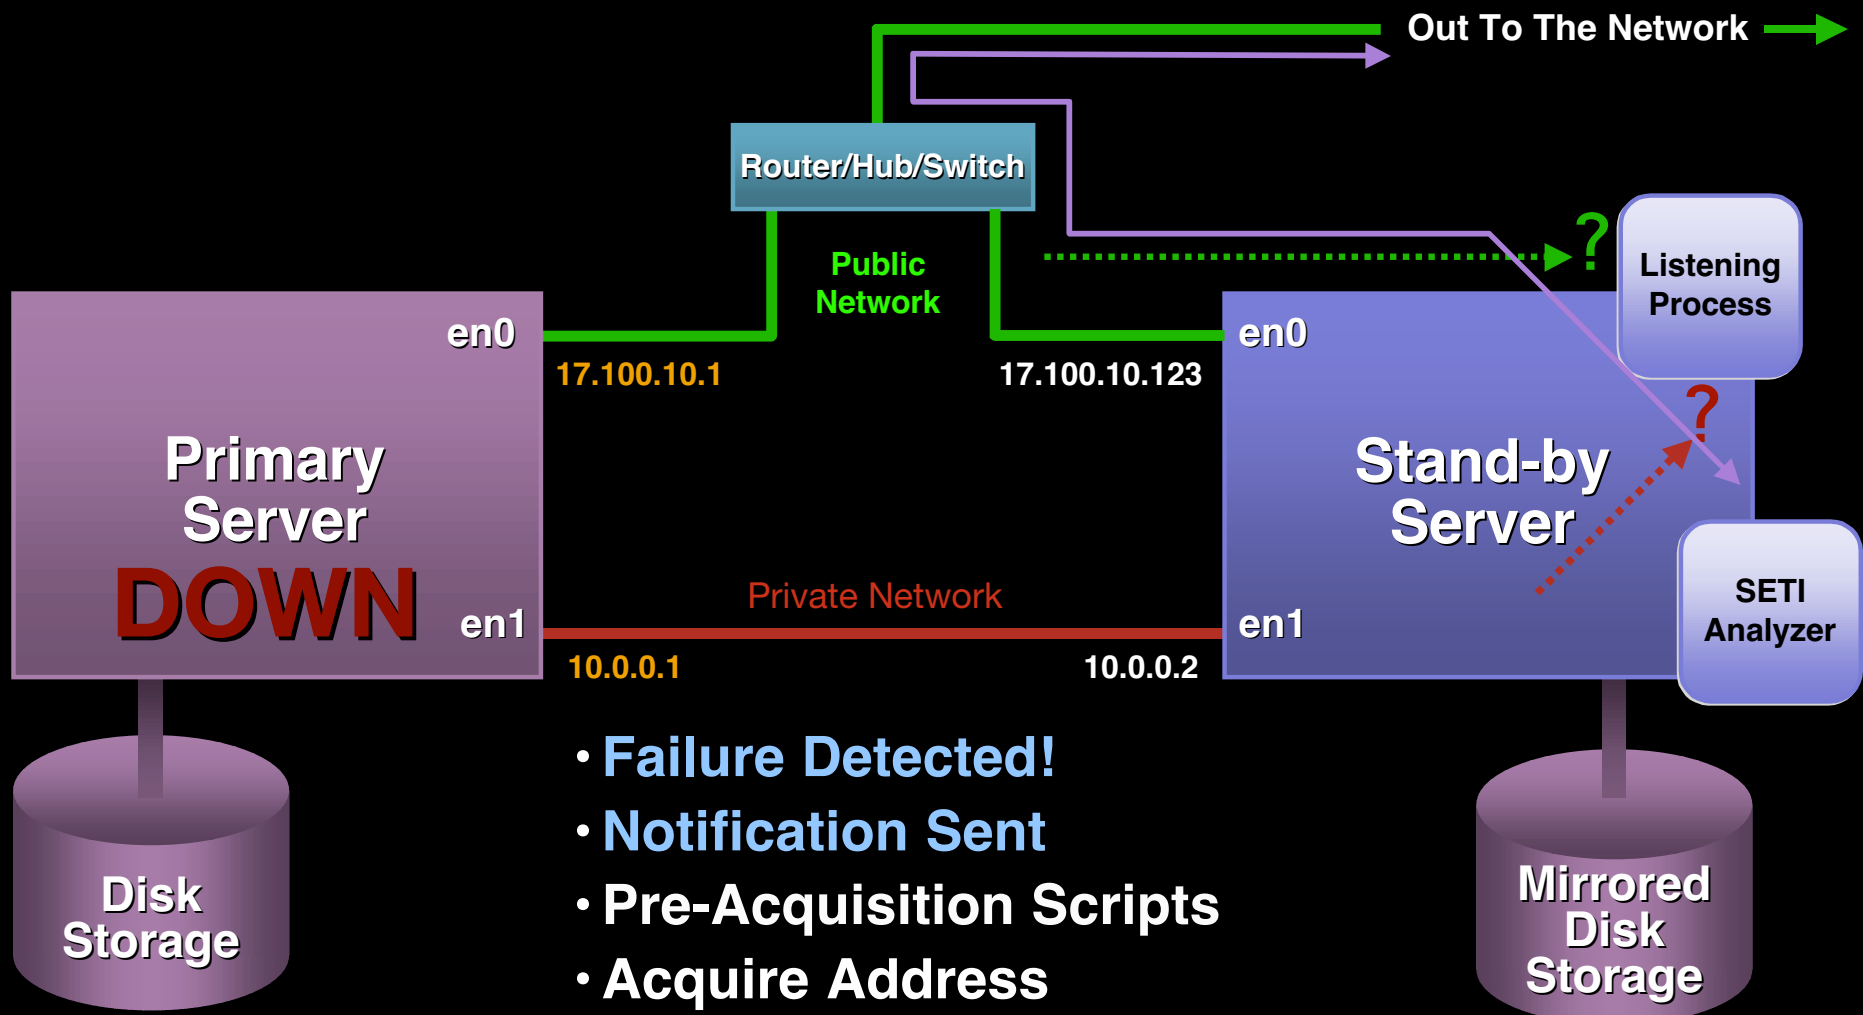 Out To The Network
Router/Hub/Switch
Public
Network
?
Listening
Process
en0
17.100.10.1
17.100.10.123
en0
Primary
Server
DOWN
Stand-by
Server
?
SETI
Analyzer
Private Network
en1
10.0.0.1
10.0.0.2
en1
• Failure Detected!
• Notification Sent
• Pre-Acquisition Scripts
• Acquire Address
Disk
Storage
Mirrored
Disk
Storage